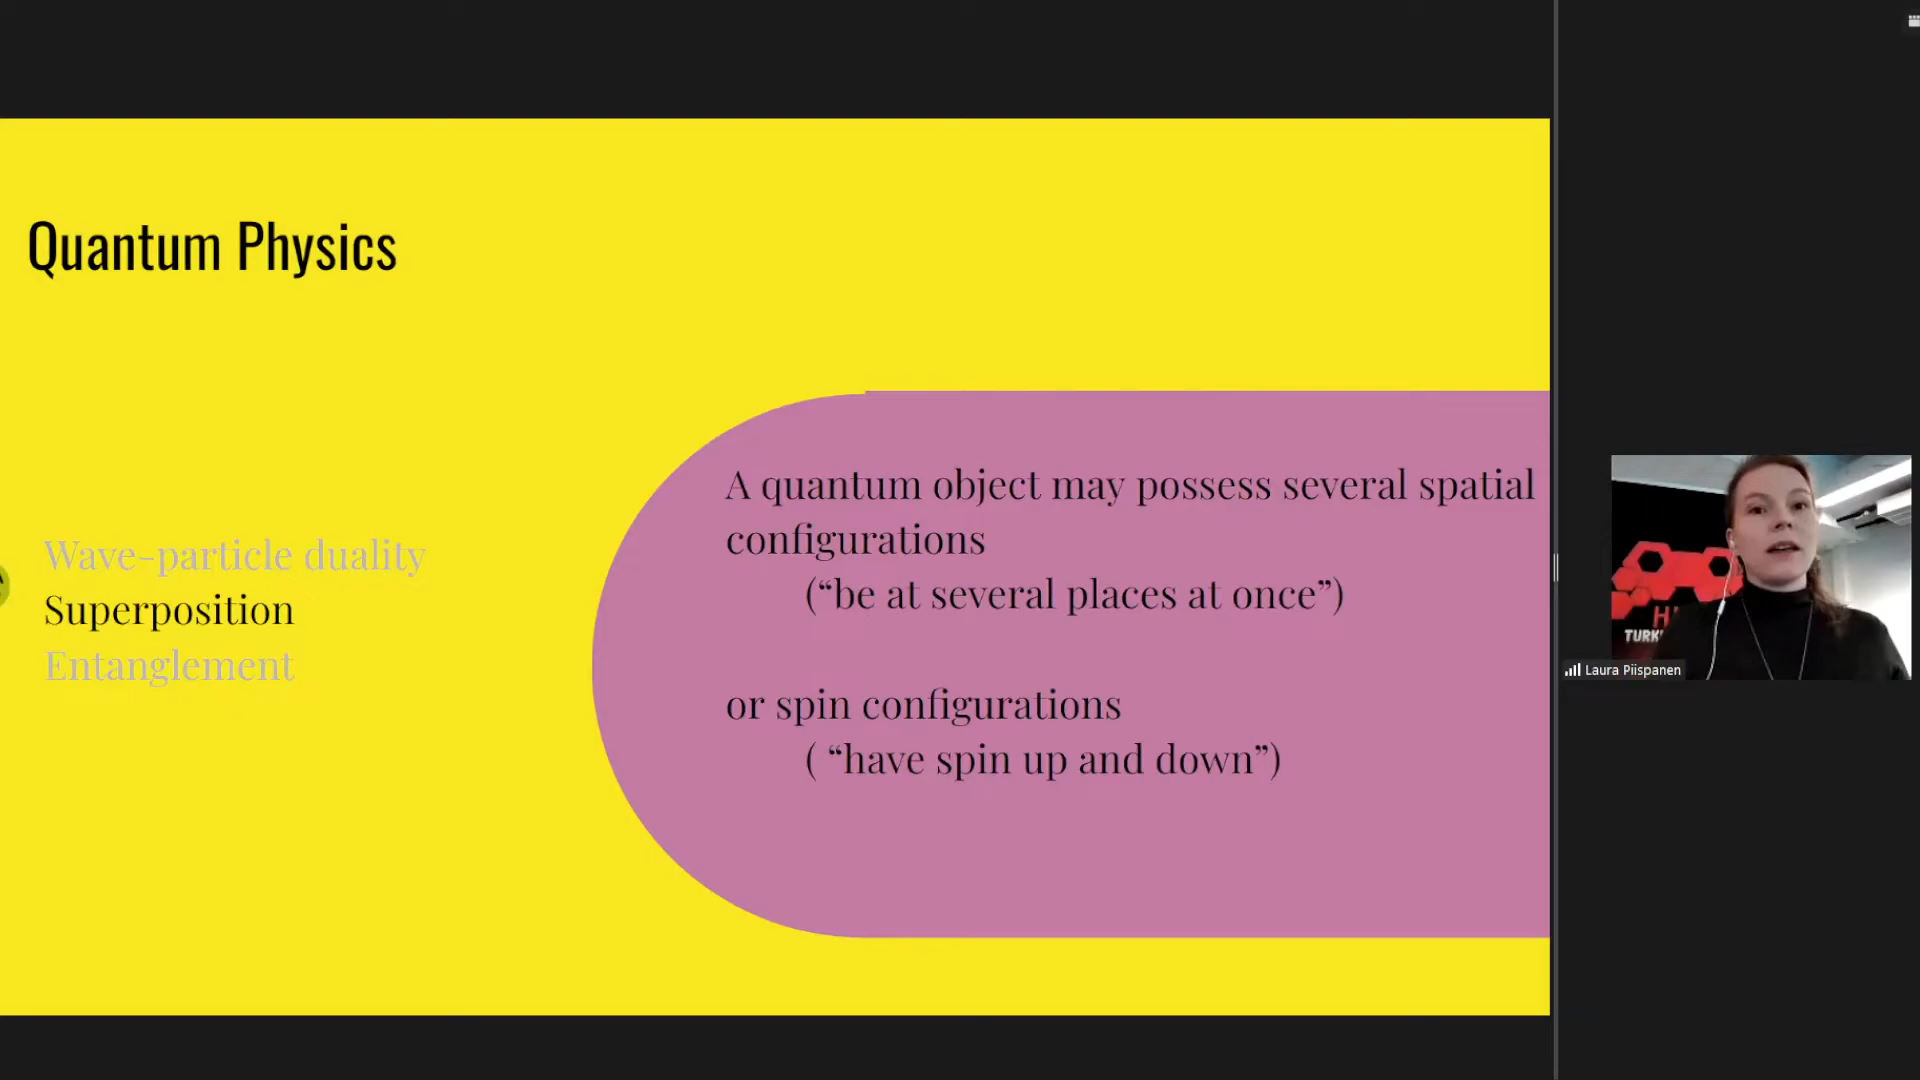 Quantum Physics
Wave-particle duality
Superposition
Entanglement
A quantum object may possess several spatial
configurations
(“be at several places at once”)
or spin configurations
( “have spin up and down”)
TURK
Laura Piispanen